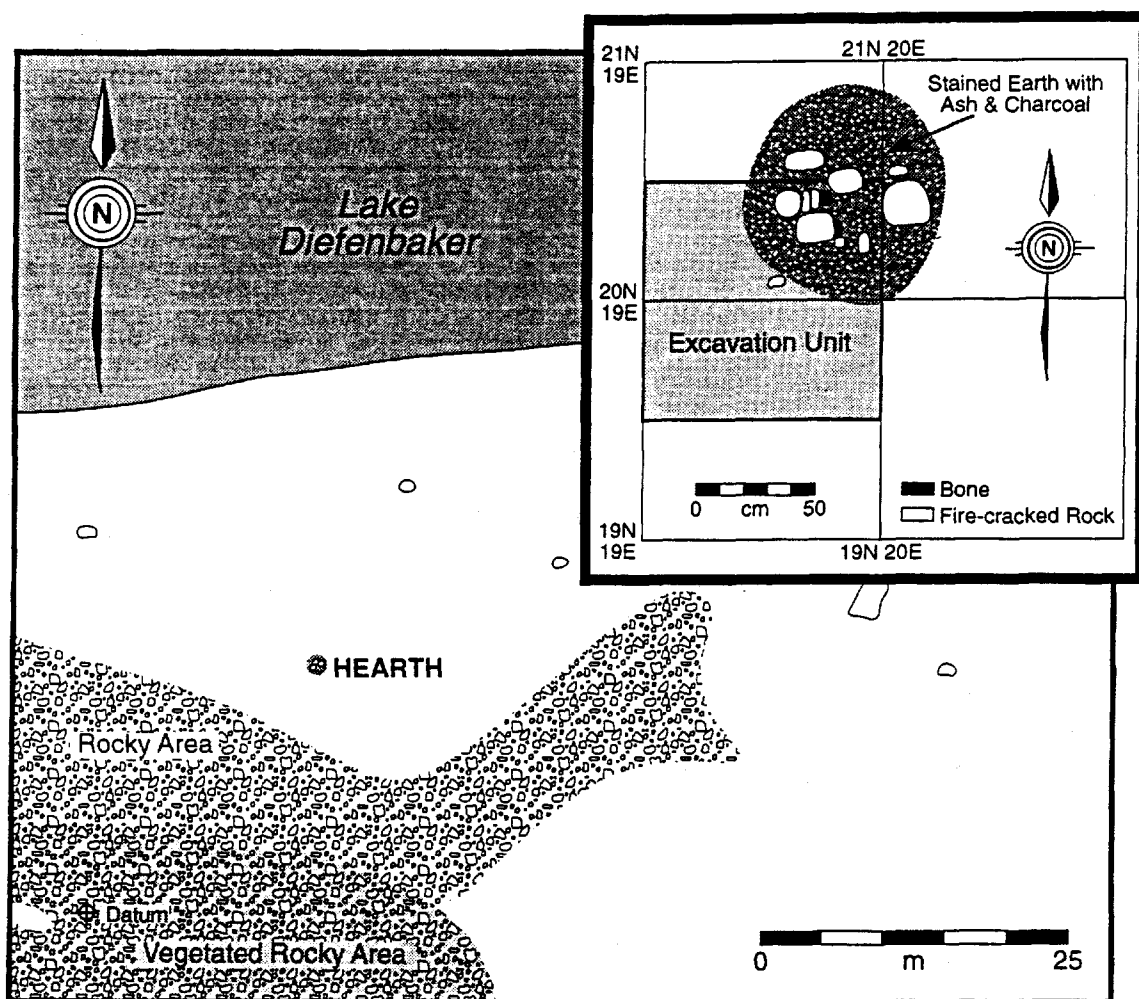 N
Lake
Diefenbaker
HEARTH
Rocky Area
Datum
Vegetated Rocky Area
0 m 25
21N
19E
21N 20E
Stained Earth with
Ash & Charcoal
N
20N
19E
Excavation Unit
0 cm 50
Bone
Fire-cracked Rock
19N
19E
19N 20E